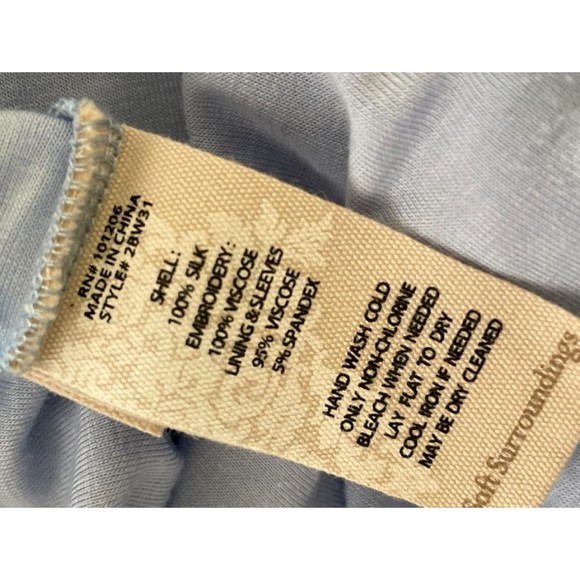 RN# 101206
MADE IN CHINA
STYLE# 2BW31
SHELL:
100% SILK
EMBROIDERY:
100% VISCOSE
LINING&SLEEVES
95% VISCOSE
5% SPANDEX
HAND WASH COLD
ONLY NON-CHLORINE
BLEACH WHEN NEEDED
LAY FLAT TO DRY
COOL IRON IF NEEDED
MAY BE DRY CLEANED
Soft Surroundings